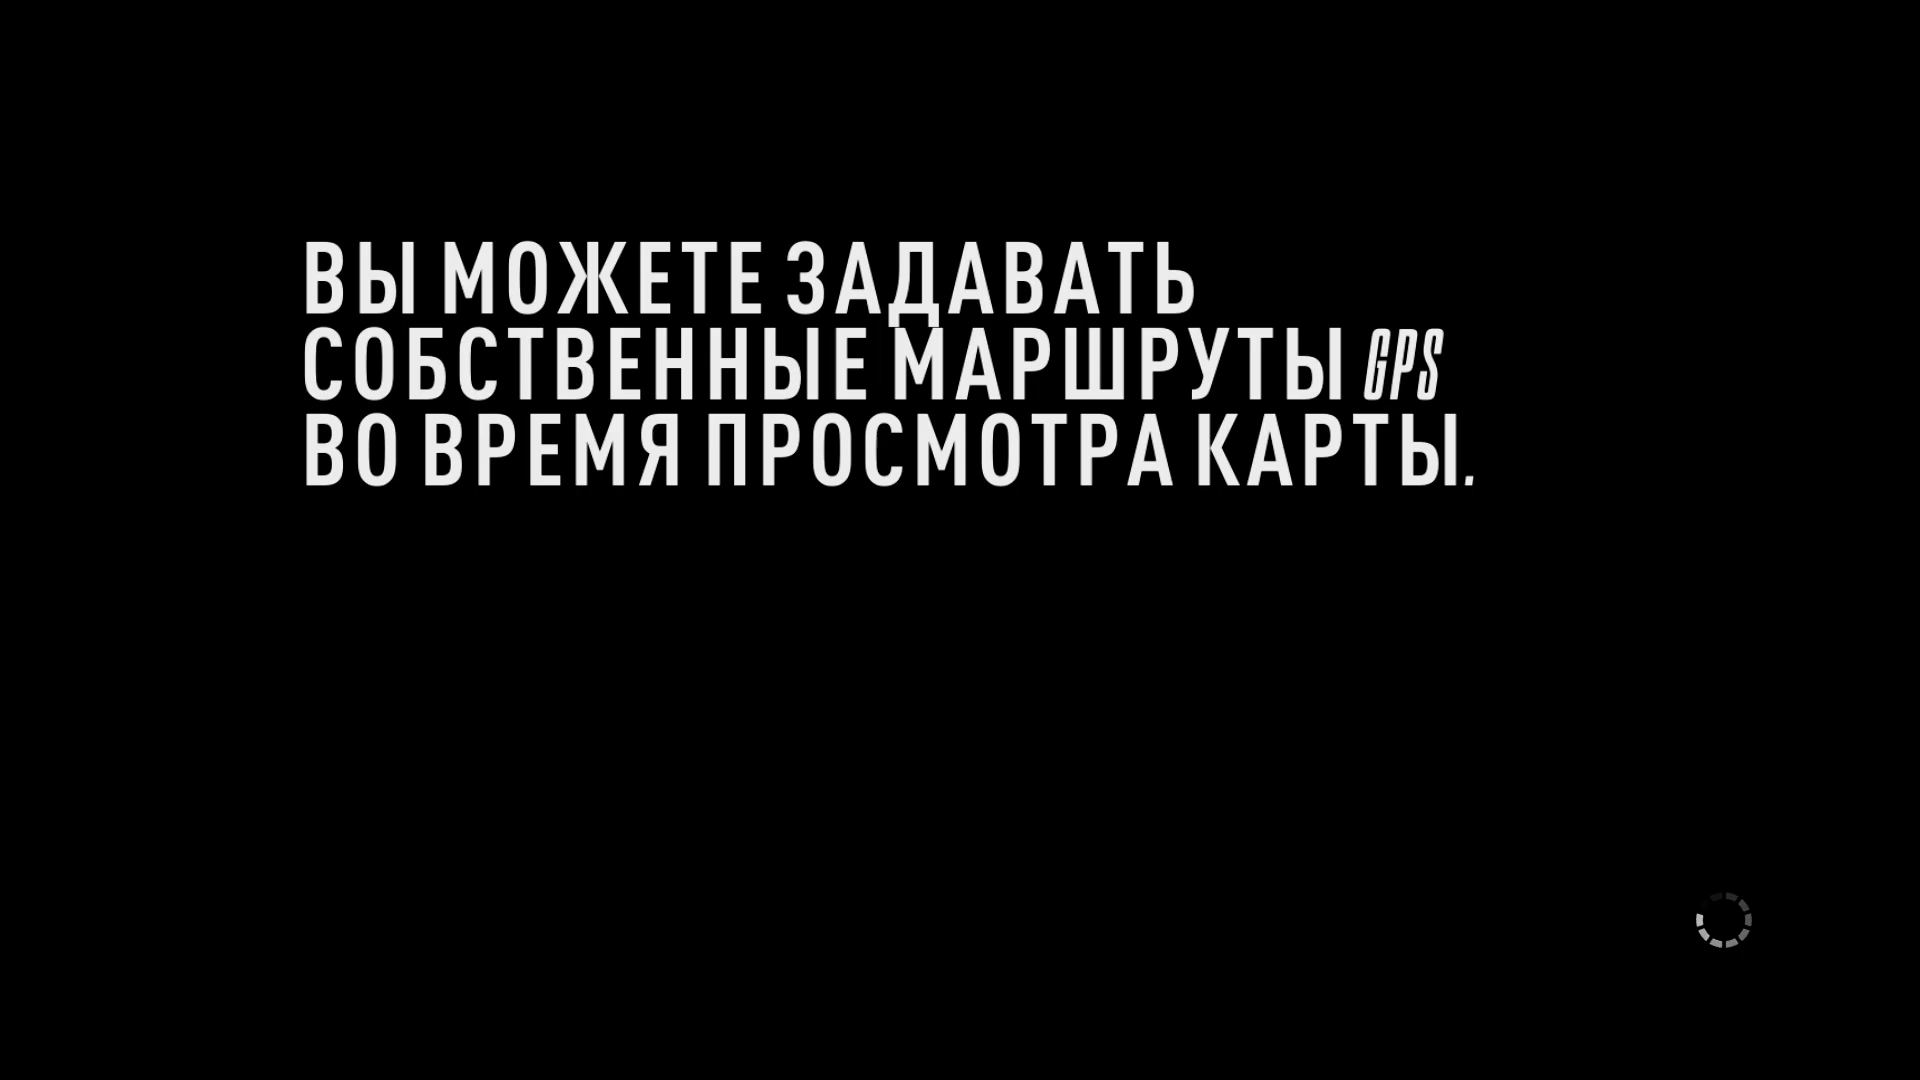 ВЫ МОЖЕТЕ ЗАДАВАТЬ
СОБСТВЕННЫЕ МАРШРУТЫ GPS
ВО ВРЕМЯ ПРОСМОТРА КАРТЫ.